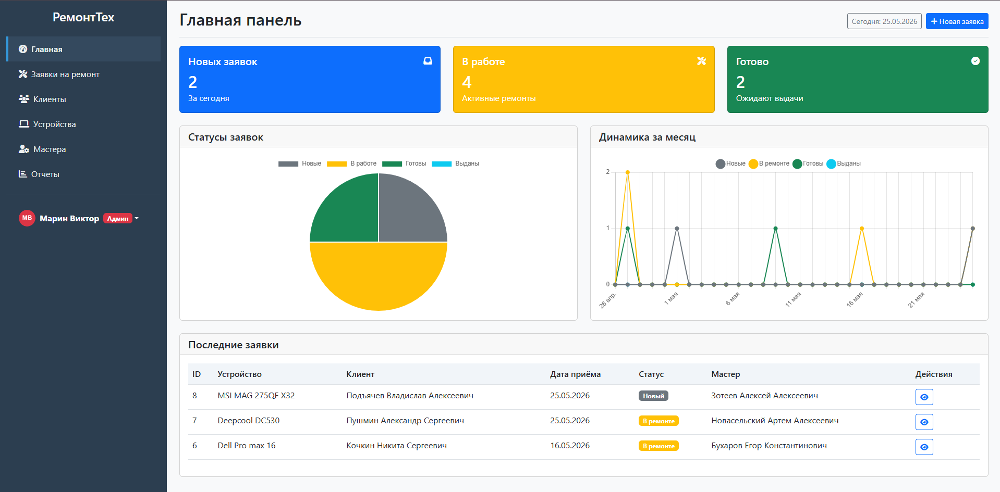 РемонтТех
Главная
Заявки на ремонт
Клиенты
Устройства
Мастера
Отчеты
МВ Марин Виктор Админ
Главная панель
Сегодня: 25.05.2026
Новая заявка
Новых заявок
2
За сегодня
В работе
4
Активные ремонты
Готово
2
Ожидают выдачи
Статусы заявок
Новые В работе Готовы Выданы
Динамика за месяц
Новые В ремонте Готовы Выданы
2
1
0
26 апр. 1 мая 6 мая 11 мая 16 мая 21 мая
Последние заявки
ID Устройство Клиент Дата приёма Статус Мастер Действия
8 MSI MAG 275QF X32 Подъячев Владислав Алексеевич 25.05.2026 Новый Зотеев Алексей Алексеевич
7 Deepcool DC530 Пушмин Александр Сергеевич 25.05.2026 В ремонте Новасельский Артем Алексеевич
6 Dell Pro max 16 Кочкин Никита Сергеевич 16.05.2026 В ремонте Бухаров Егор Константинович